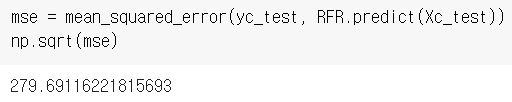 mse = mean_squared_error(yc_test, RFR.predict(Xc_test))
np.sqrt(mse)
279.69116221815693